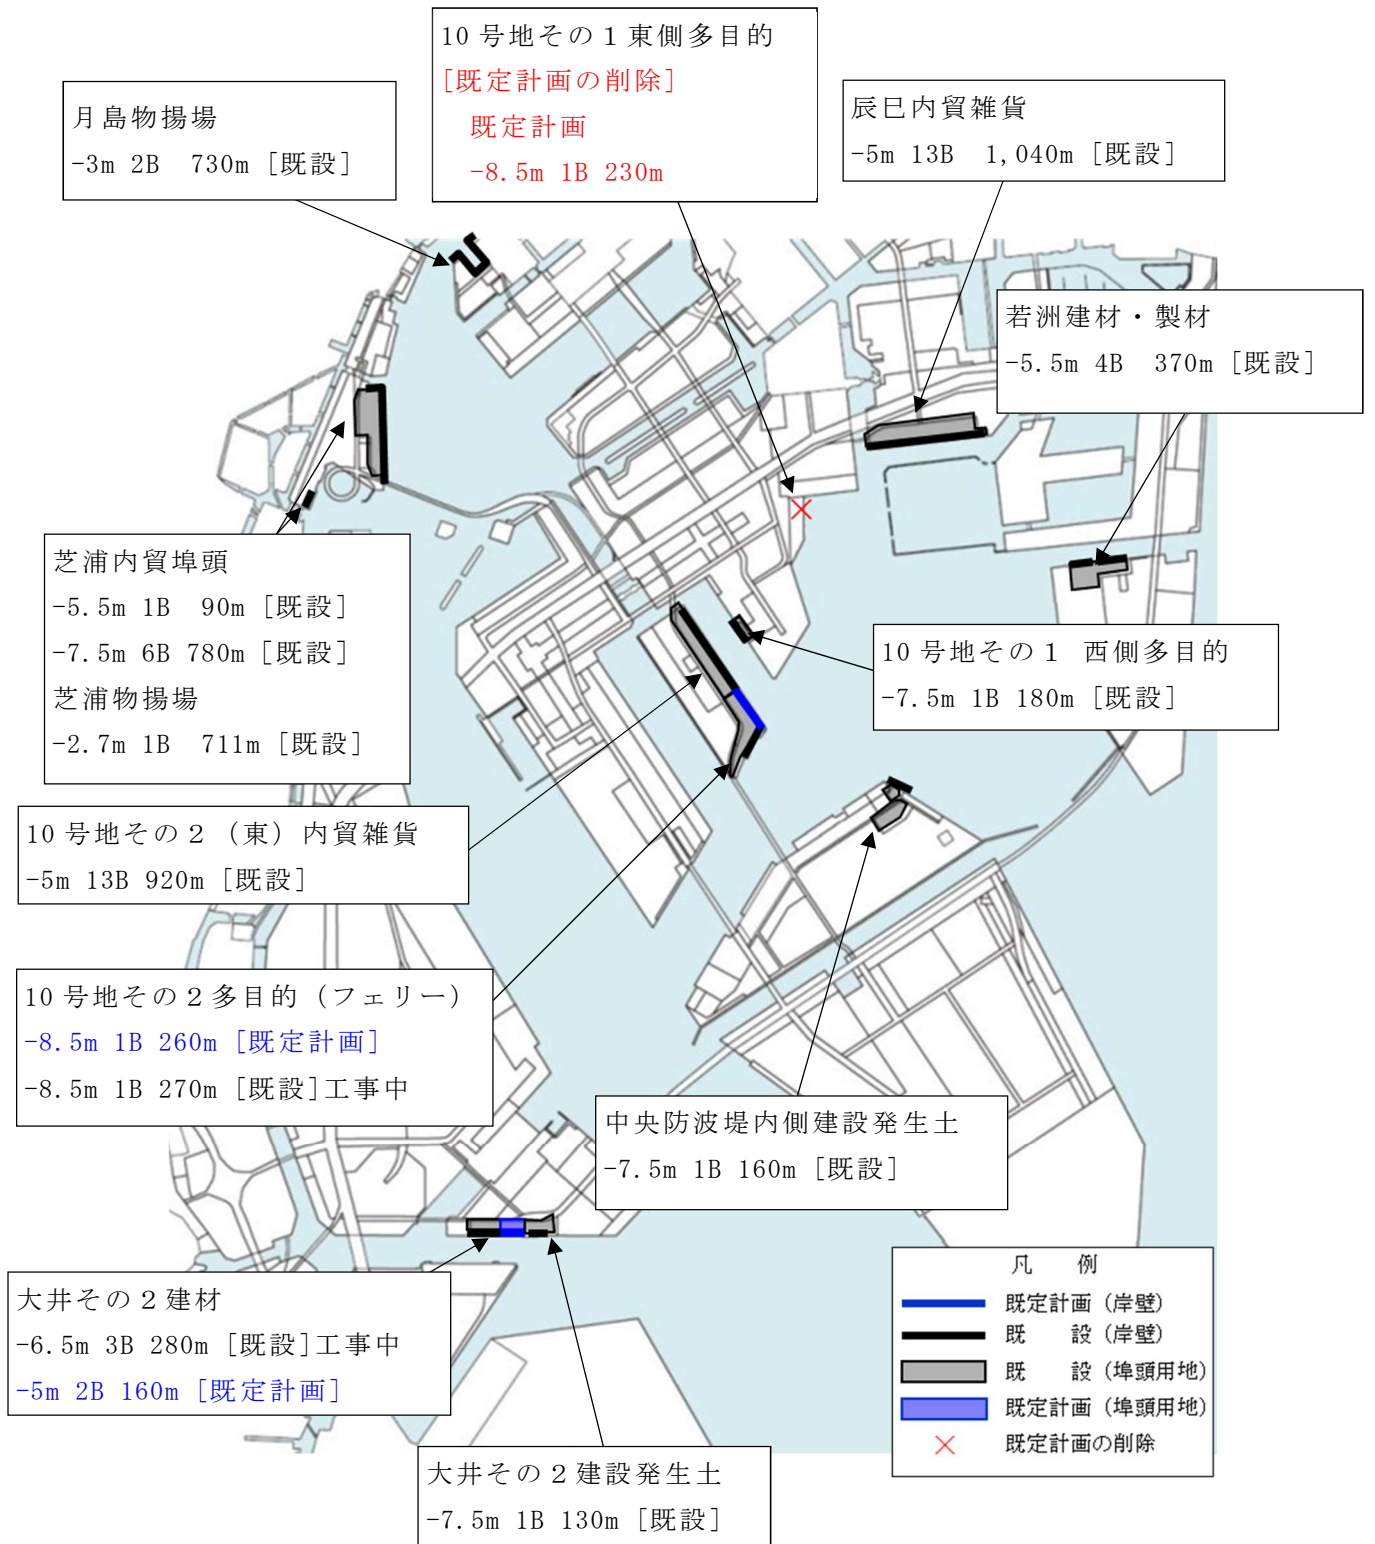 10号地その１東側多目的
[既定計画の削除]
既定計画
-8.5m 1B 230m
月島物揚場
-3m 2B 730m [既設]
辰巳内貿雑貨
-5m 13B 1,040m [既設]
若洲建材・製材
-5.5m 4B 370m [既設]
芝浦内貿埠頭
-5.5m 1B 90m [既設]
-7.5m 6B 780m [既設]
芝浦物揚場
-2.7m 1B 711m [既設]
10号地その１ 西側多目的
-7.5m 1B 180m [既設]
10号地その２（東）内貿雑貨
-5m 13B 920m [既設]
10号地その２多目的（フェリー）
-8.5m 1B 260m [既定計画]
-8.5m 1B 270m [既設]工事中
中央防波堤内側建設発生土
-7.5m 1B 160m [既設]
大井その２建材
-6.5m 3B 280m [既設]工事中
-5m 2B 160m [既定計画]
大井その２建設発生土
-7.5m 1B 130m [既設]
凡 例
既定計画（岸壁）
既 設（岸壁）
既 設（埠頭用地）
既定計画（埠頭用地）
既定計画の削除